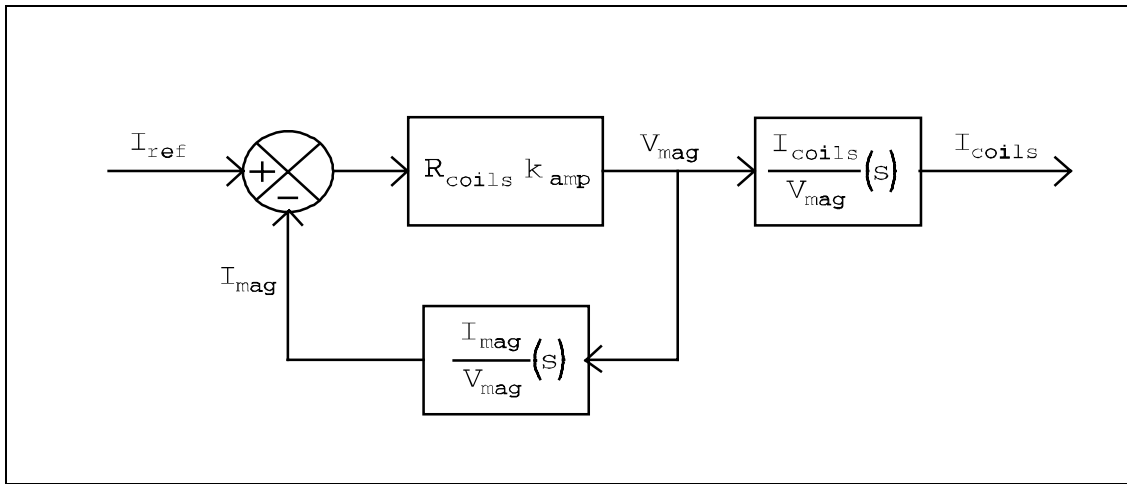 I_ref
+
−
R_coils k_amp
V_mag
I_coils
V_mag
(s)
I_coils
I_mag
I_mag
V_mag
(s)